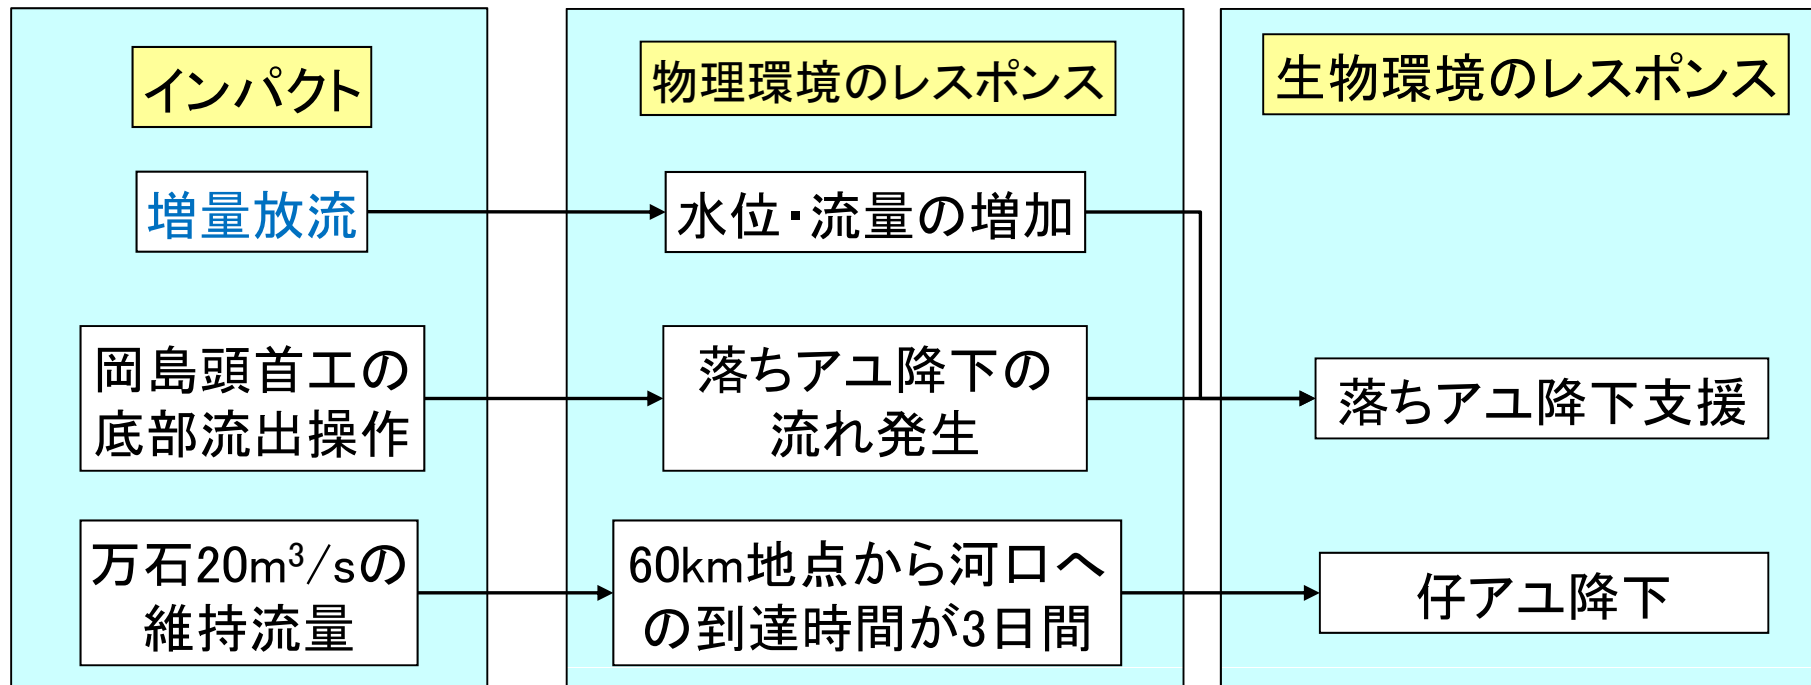 インパクト
物理環境のレスポンス
生物環境のレスポンス
増量放流
水位・流量の増加
岡島頭首工の
底部流出操作
落ちアユ降下の
流れ発生
落ちアユ降下支援
万石20m³/sの
維持流量
60km地点から河口へ
の到達時間が3日間
仔アユ降下